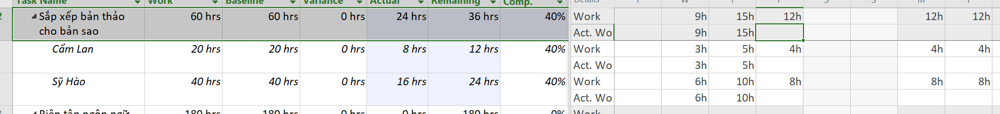 Task Name Work Baseline Variance Actual Remaining Comp. Details T W T F S S M T
2 Sắp xếp bản thảo 60 hrs 60 hrs 0 hrs 24 hrs 36 hrs 40% Work 9h 15h 12h 12h 12h
cho bản sao Act. Wo 9h 15h
Cẩm Lan 20 hrs 20 hrs 0 hrs 8 hrs 12 hrs 40% Work 3h 5h 4h 4h 4h
Act. Wo 3h 5h
Sỹ Hào 40 hrs 40 hrs 0 hrs 16 hrs 24 hrs 40% Work 6h 10h 8h 8h 8h
Act. Wo 6h 10h
Biên tập ngôn ngữ 180 hrs 180 hrs 0 hrs 0 hrs 180 hrs 0% Work